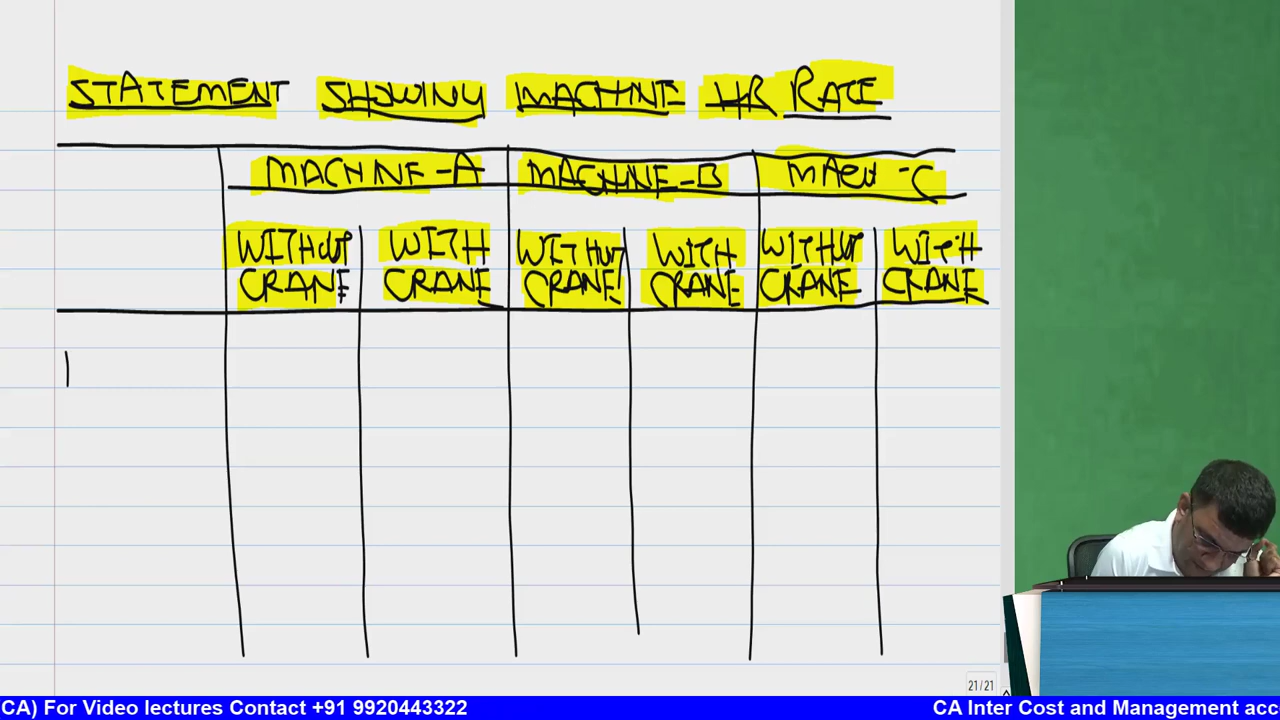 STATEMENT SHOWING MACHINE HR RATE
MACHINE-A MACHINE-B MACH-C
WITHOUT CRANE WITH CRANE WITHOUT CRANE WITH CRANE WITHOUT CRANE WITH CRANE
21/21
CA) For Video lectures Contact +91 9920443322 CA Inter Cost and Management acc